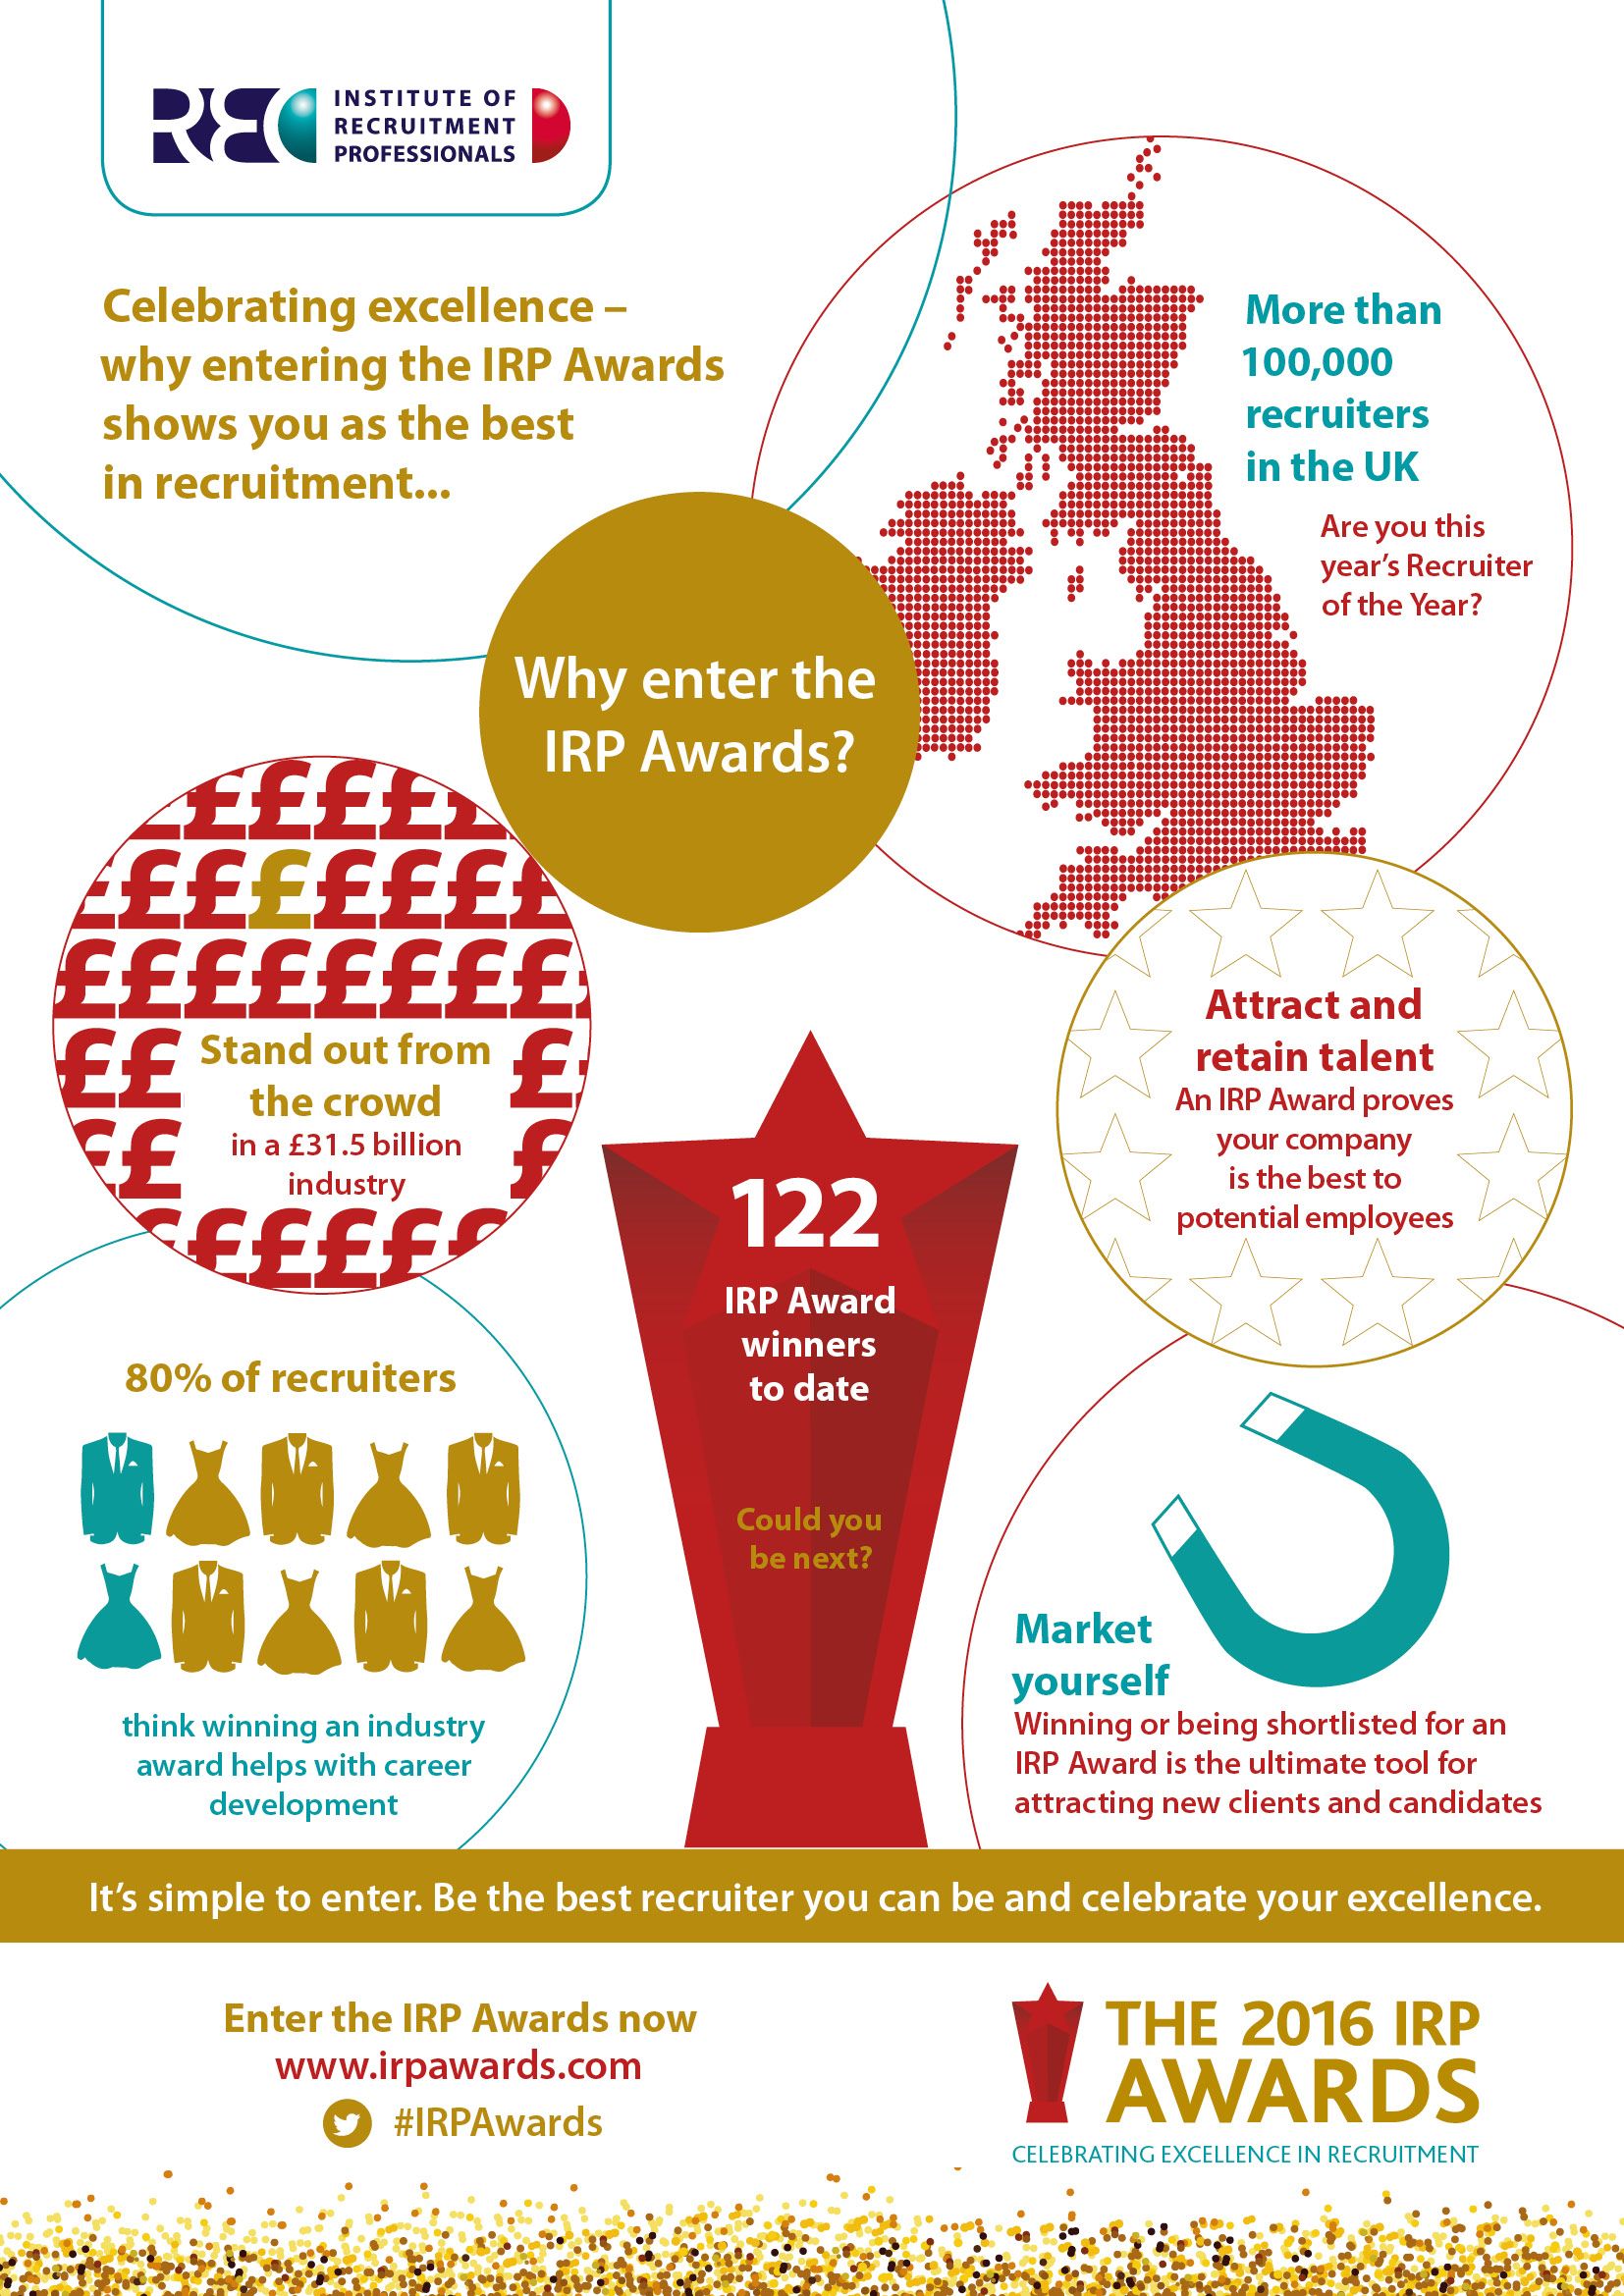 REC
INSTITUTE OF
RECRUITMENT
PROFESSIONALS
Celebrating excellence –
why entering the IRP Awards
shows you as the best
in recruitment...
More than
100,000
recruiters
in the UK
Are you this
year’s Recruiter
of the Year?
Why enter the
IRP Awards?
£££££
£££££££
££££££££
££
Stand out from
££
the crowd
in a £31.5 billion
££
£
industry
££££££
Attract and
retain talent
An IRP Award proves
your company
is the best to
potential employees
122
IRP Award
winners
to date
Could you
be next?
80% of recruiters
think winning an industry
award helps with career
development
Market
yourself
Winning or being shortlisted for an
IRP Award is the ultimate tool for
attracting new clients and candidates
It’s simple to enter. Be the best recruiter you can be and celebrate your excellence.
Enter the IRP Awards now
www.irpawards.com
#IRPAwards
THE 2016 IRP
AWARDS
CELEBRATING EXCELLENCE IN RECRUITMENT